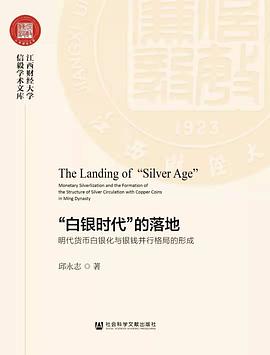 江西财经大学
信毅学术文库
JIANGXI
1923
The Landing of “Silver Age”
Monetary Silverlization and the Formation of
the Structure of Silver Circulation with Copper Coins
in Ming Dynasty
“白银时代”的落地
明代货币白银化与银钱并行格局的形成
邱永志 ◎ 著
社会科学文献出版社